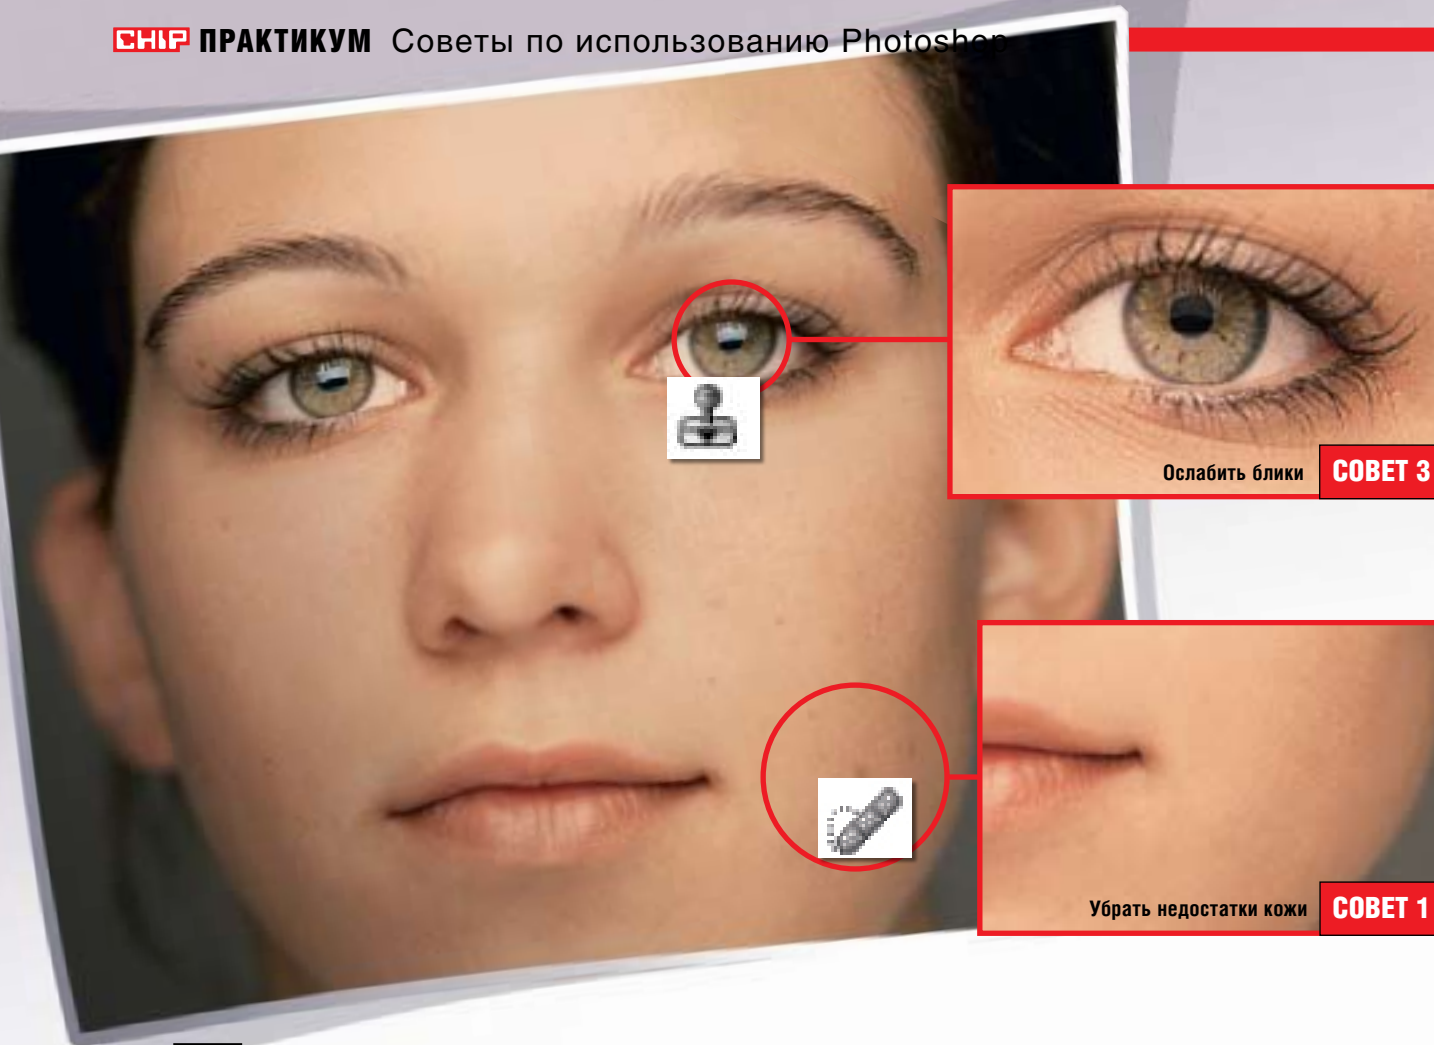 CHIP ПРАКТИКУМ Советы по использованию Photoshop
Ослабить блики СОВЕТ 3
Убрать недостатки кожи СОВЕТ 1